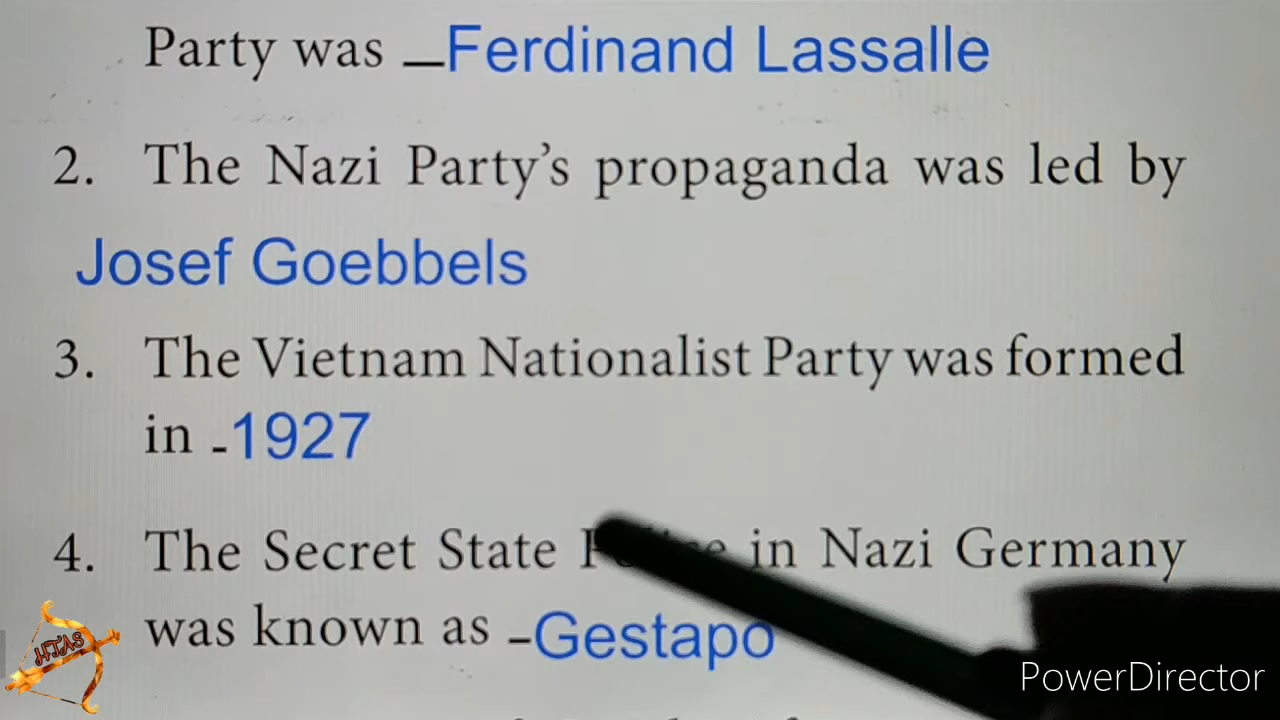 Party was _Ferdinand Lassalle
2. The Nazi Party's propaganda was led by
Josef Goebbels
3. The Vietnam Nationalist Party was formed
in -1927
4. The Secret State in Nazi Germany
was known as -Gestapo
HTAS
PowerDirector